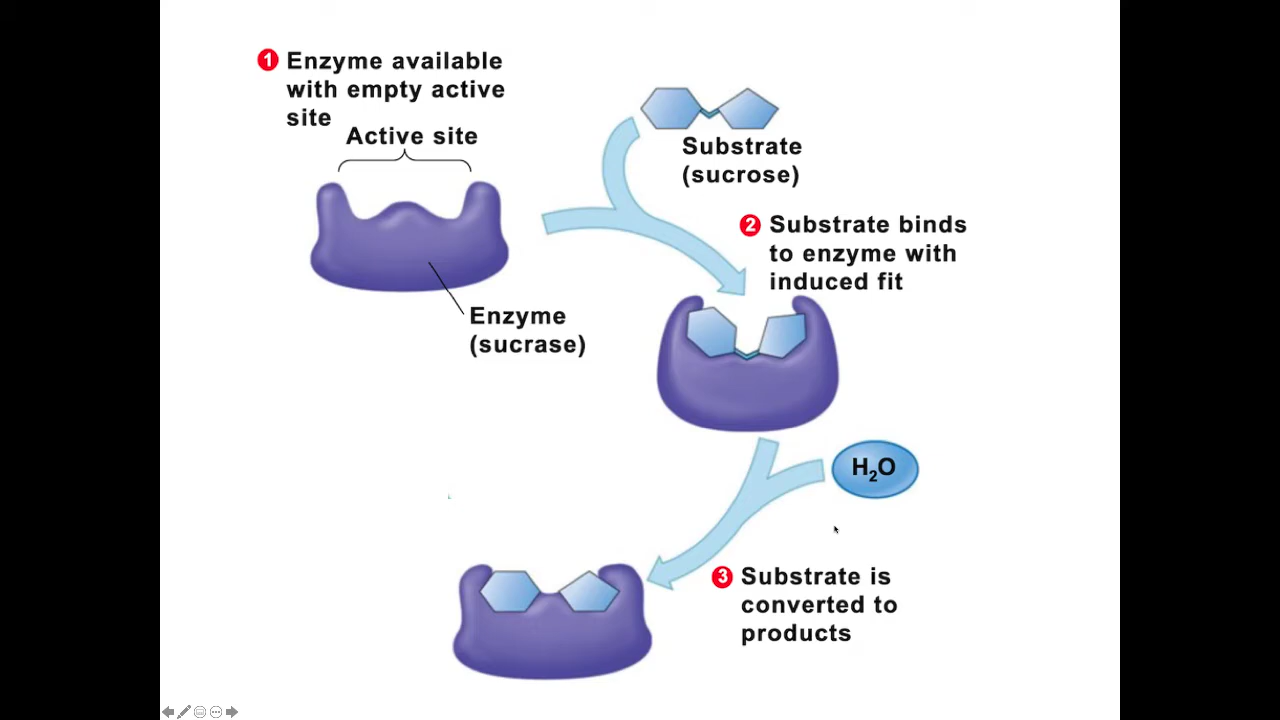 1 Enzyme available
with empty active
site
Active site
Substrate
(sucrose)
2 Substrate binds
to enzyme with
induced fit
Enzyme
(sucrase)
H₂O
3 Substrate is
converted to
products